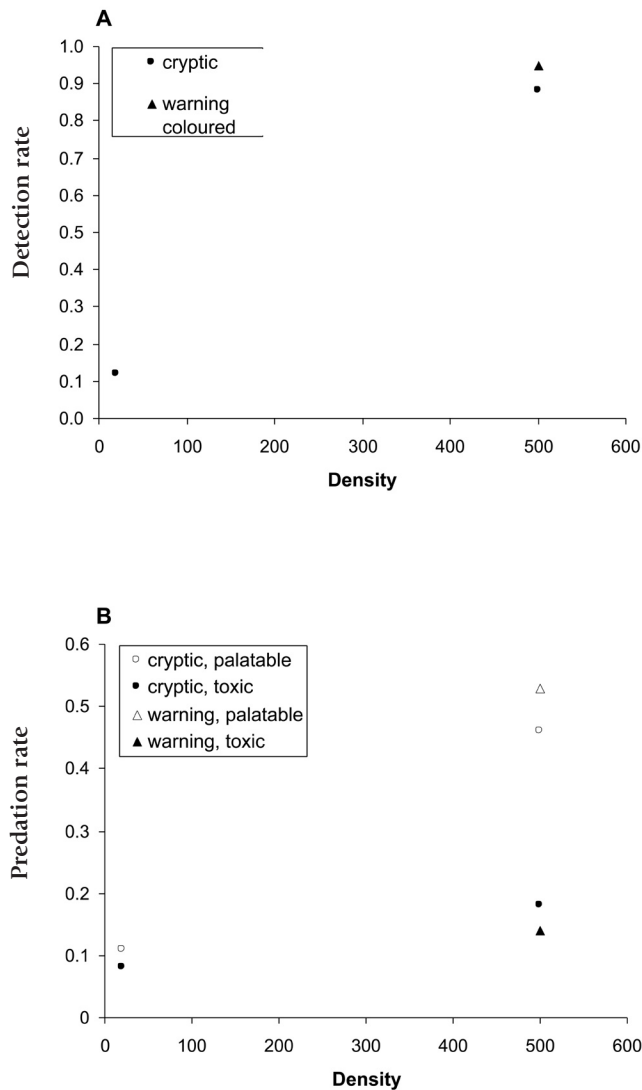 A
1.0
0.9
0.8
0.7
0.6
0.5
0.4
0.3
0.2
0.1
0.0
Detection rate
cryptic
warning
coloured
0 100 200 300 400 500 600
Density
B
0.6
0.5
0.4
0.3
0.2
0.1
0
Predation rate
cryptic, palatable
cryptic, toxic
warning, palatable
warning, toxic
0 100 200 300 400 500 600
Density